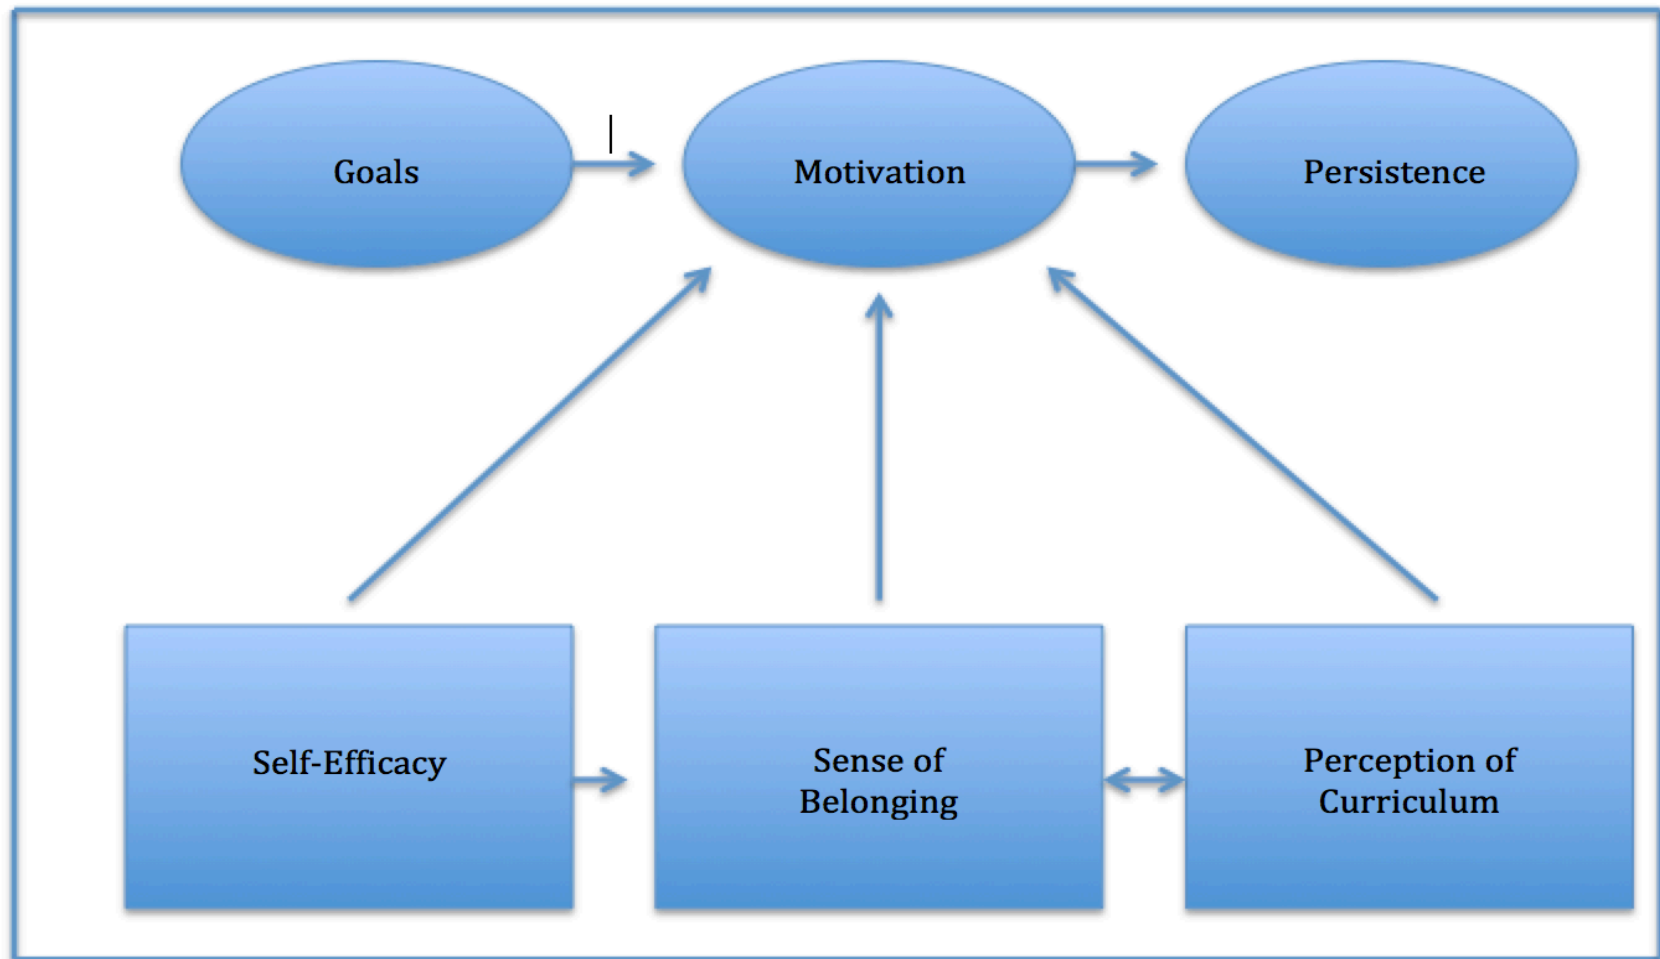 Goals
Motivation
Persistence
Self-Efficacy
Sense of
Belonging
Perception of
Curriculum